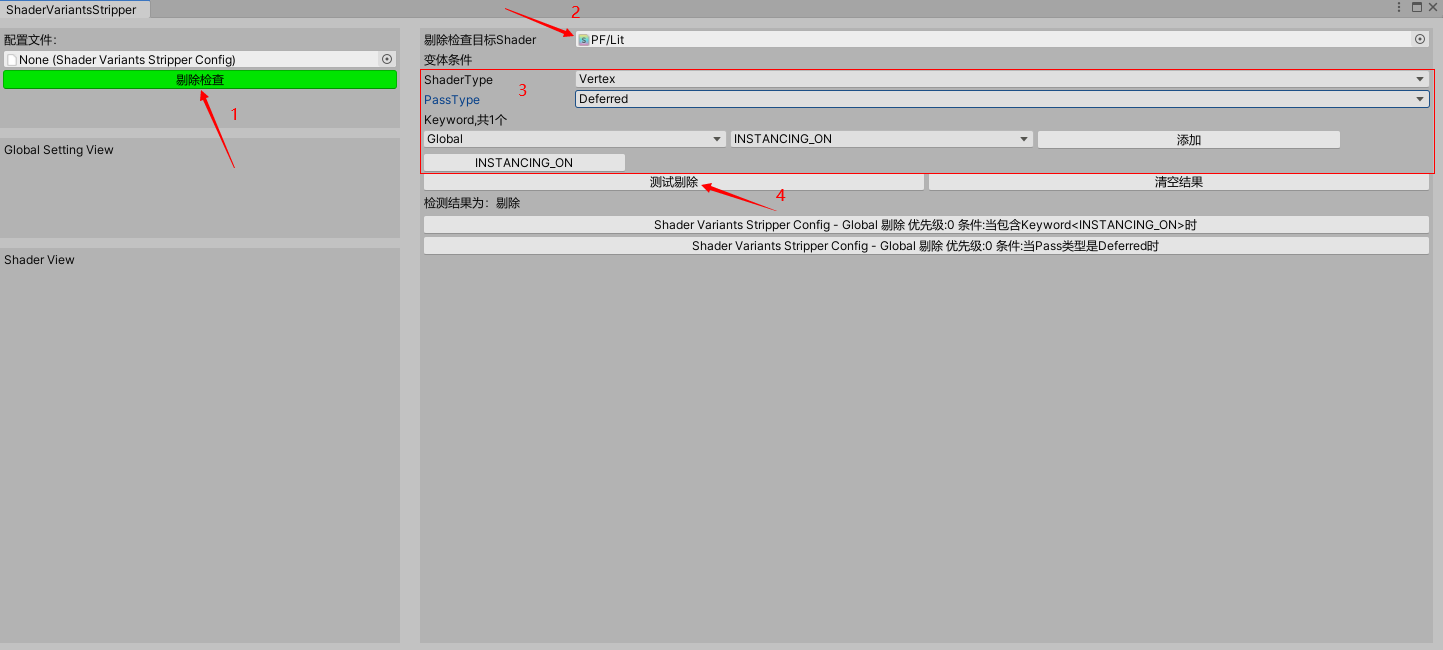 ShaderVariantsStripper
配置文件:
None (Shader Variants Stripper Config)
剔除检查
1
Global Setting View
Shader View
2
剔除检查目标Shader
PF/Lit
变体条件
ShaderType
Vertex
3
PassType
Deferred
Keyword,共1个
Global
INSTANCING_ON
添加
INSTANCING_ON
测试剔除
4
清空结果
检测结果为：剔除
Shader Variants Stripper Config - Global 剔除 优先级:0 条件:当包含Keyword<INSTANCING_ON>时
Shader Variants Stripper Config - Global 剔除 优先级:0 条件:当Pass类型是Deferred时